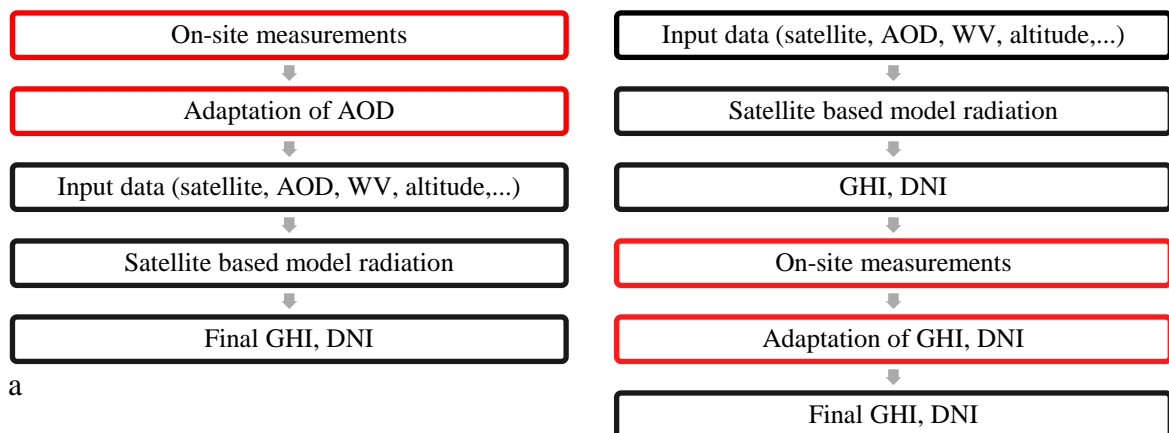 On-site measurements
Adaptation of AOD
Input data (satellite, AOD, WV, altitude,...)
Satellite based model radiation
Final GHI, DNI
a
Input data (satellite, AOD, WV, altitude,...)
Satellite based model radiation
GHI, DNI
On-site measurements
Adaptation of GHI, DNI
Final GHI, DNI